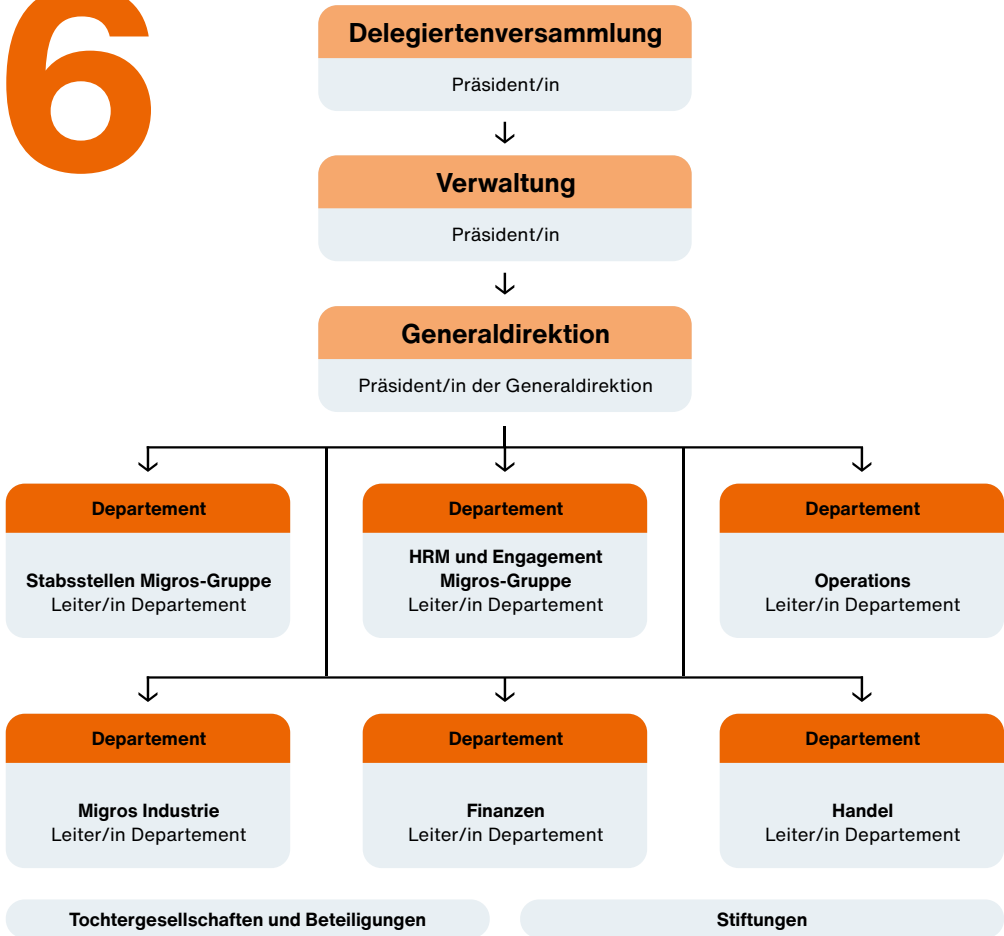 6
Delegiertenversammlung
Präsident/in
Verwaltung
Präsident/in
Generaldirektion
Präsident/in der Generaldirektion
Departement
Stabsstellen Migros-Gruppe
Leiter/in Departement
Departement
HRM und Engagement
Migros-Gruppe
Leiter/in Departement
Departement
Operations
Leiter/in Departement
Departement
Migros Industrie
Leiter/in Departement
Departement
Finanzen
Leiter/in Departement
Departement
Handel
Leiter/in Departement
Tochtergesellschaften und Beteiligungen
Stiftungen